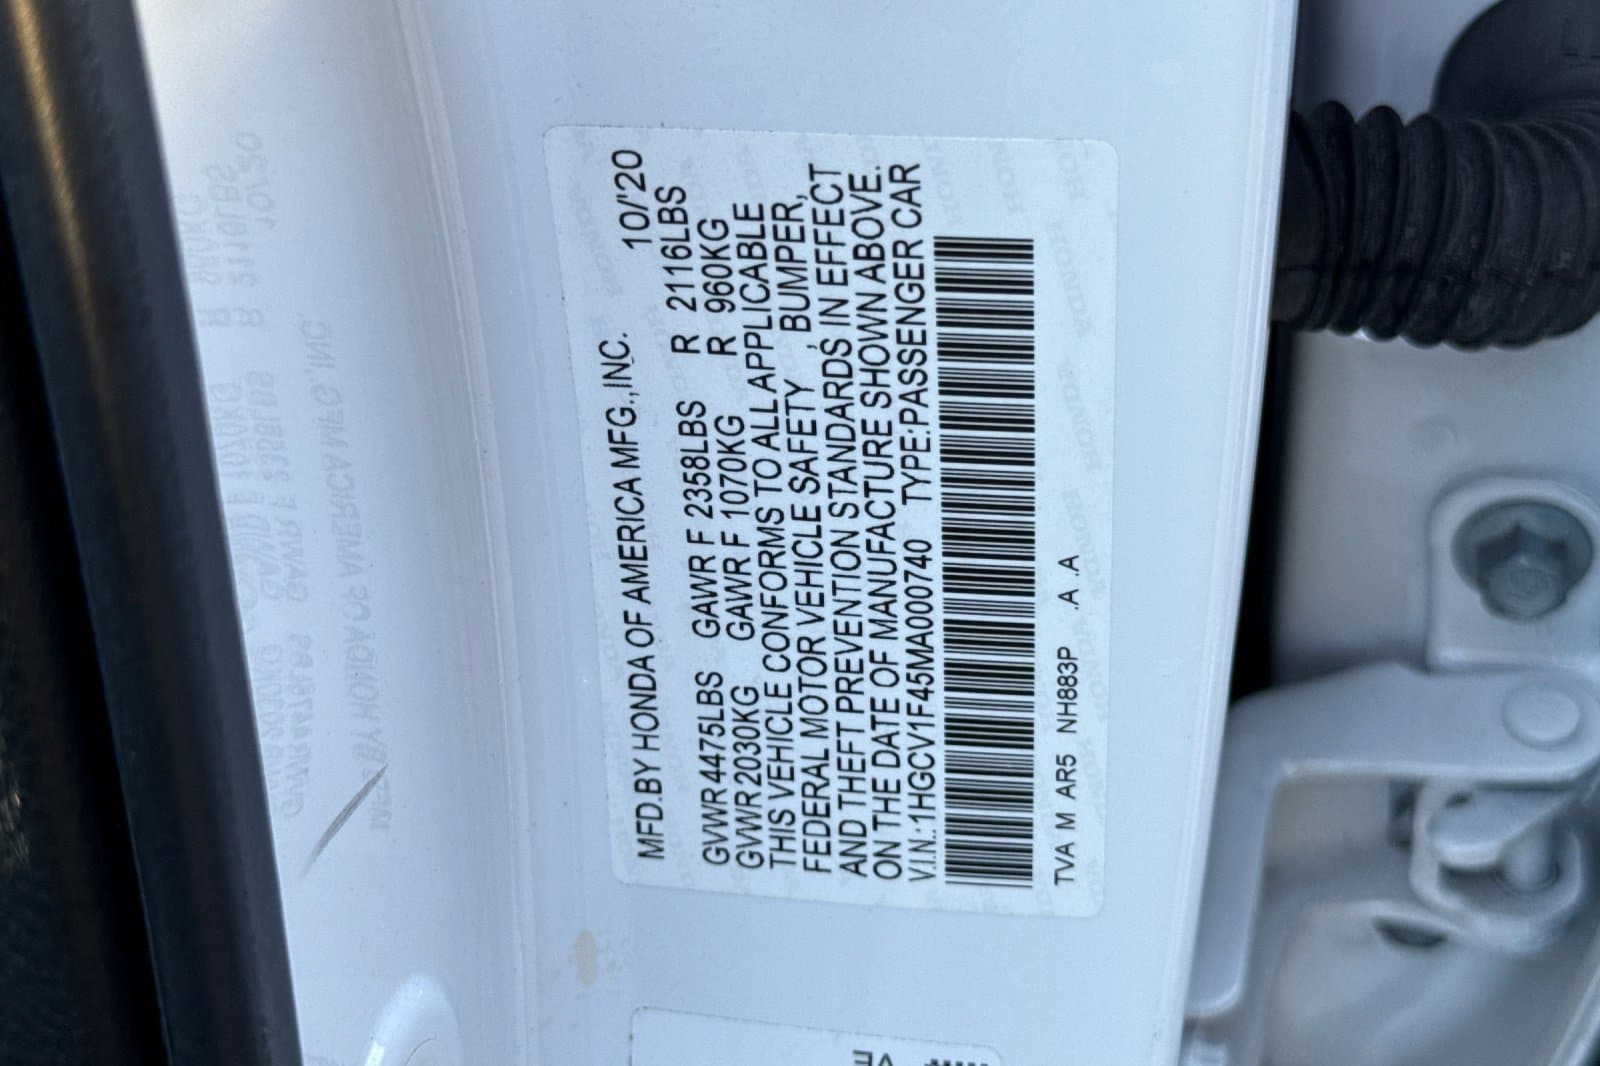 MFD.BY HONDA OF AMERICA MFG.,INC. 10/'20
GVWR 4475LBS GAWR F 2358LBS R 2116LBS
GVWR 2030KG GAWR F 1070KG R 960KG
THIS VEHICLE CONFORMS TO ALL APPLICABLE
FEDERAL MOTOR VEHICLE SAFETY , BUMPER,
AND THEFT PREVENTION STANDARDS, IN EFFECT
ON THE DATE OF MANUFACTURE SHOWN ABOVE.
V.I.N.:1HGCV1F45MA000740 TYPE:PASSENGER CAR
TVA M AR5 NH883P .A .A
VE